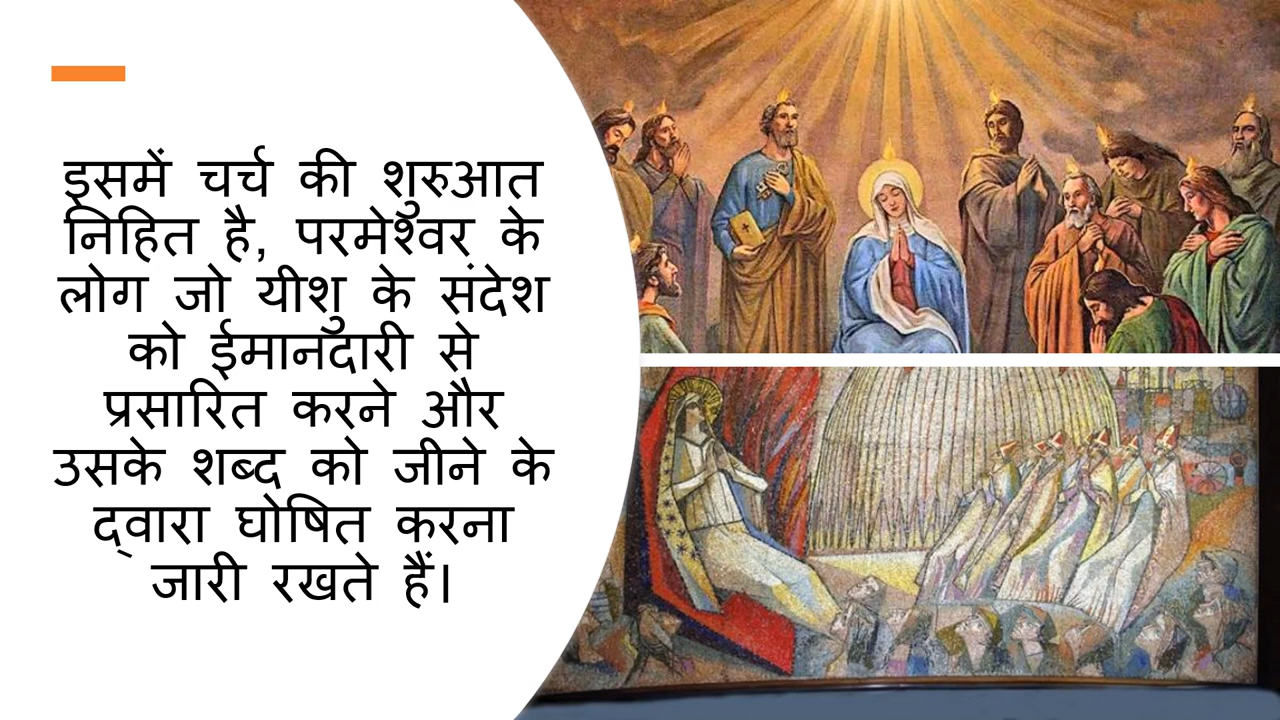 इसमें चर्च की शुरुआत
निहित है, परमेश्वर के
लोग जो यीशु के संदेश
को ईमानदारी से
प्रसारित करने और
उसके शब्द को जीने के
द्वारा घोषित करना
जारी रखते हैं।